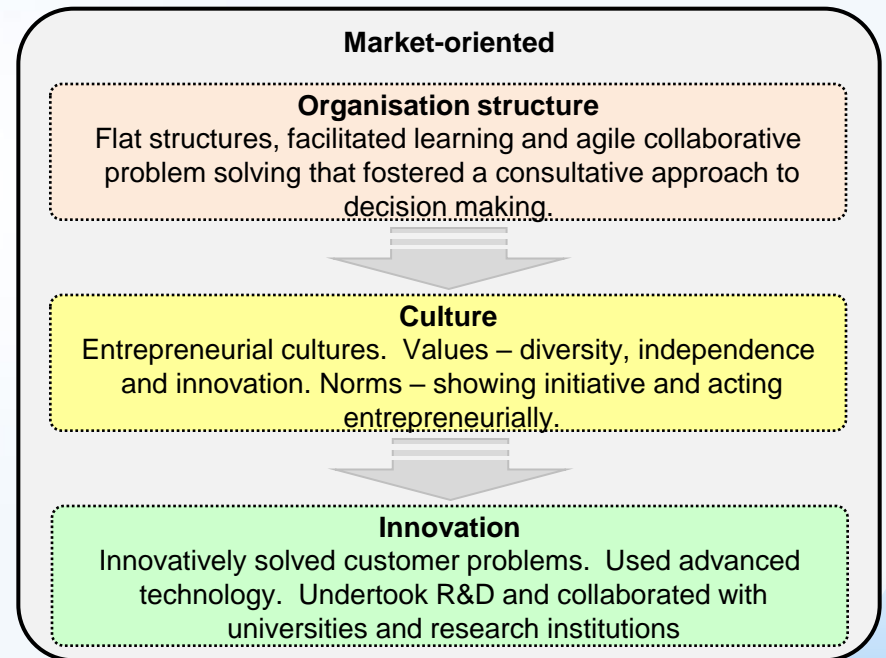 Market-oriented
Organisation structure
Flat structures, facilitated learning and agile collaborative
problem solving that fostered a consultative approach to
decision making.
Culture
Entrepreneurial cultures.  Values – diversity, independence
and innovation. Norms – showing initiative and acting
entrepreneurially.
Innovation
Innovatively solved customer problems.  Used advanced
technology.  Undertook R&D and collaborated with
universities and research institutions